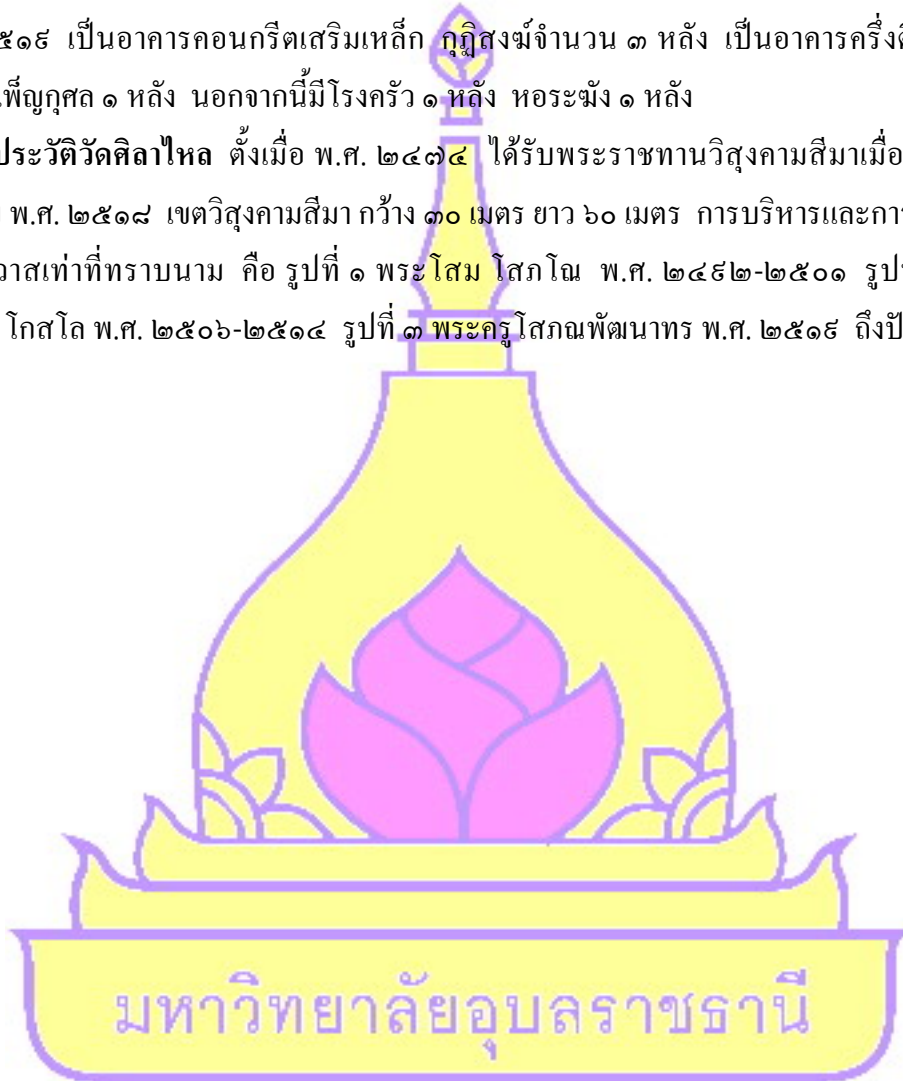 ๕๑๙ เป็นอาคารคอนกรีตเสริมเหล็ก กุฏิสงฆ์จำนวน ๓ หลัง เป็นอาคารครึ่ง
เพ็ญกุศล ๑ หลัง นอกจากนี้มีโรงครัว ๑ หลัง หอระฆัง ๑ หลัง
ประวัติวัดศิลาไหล ตั้งเมื่อ พ.ศ. ๒๔๗๔ ได้รับพระราชทานวิสุงคามสีมาเมื่อ
พ.ศ. ๒๕๑๘ เขตวิสุงคามสีมา กว้าง ๓๐ เมตร ยาว ๖๐ เมตร การบริหารและการ
วาสเท่าที่ทราบนาม คือ รูปที่ ๑ พระโสม โสภโณ พ.ศ. ๒๔๙๒-๒๕๐๑ รูป
โกสโล พ.ศ. ๒๕๐๖-๒๕๑๔ รูปที่ ๓ พระครูโสภณพัฒนาทร พ.ศ. ๒๕๑๙ ถึงปั
มหาวิทยาลัยอุบลราชธานี